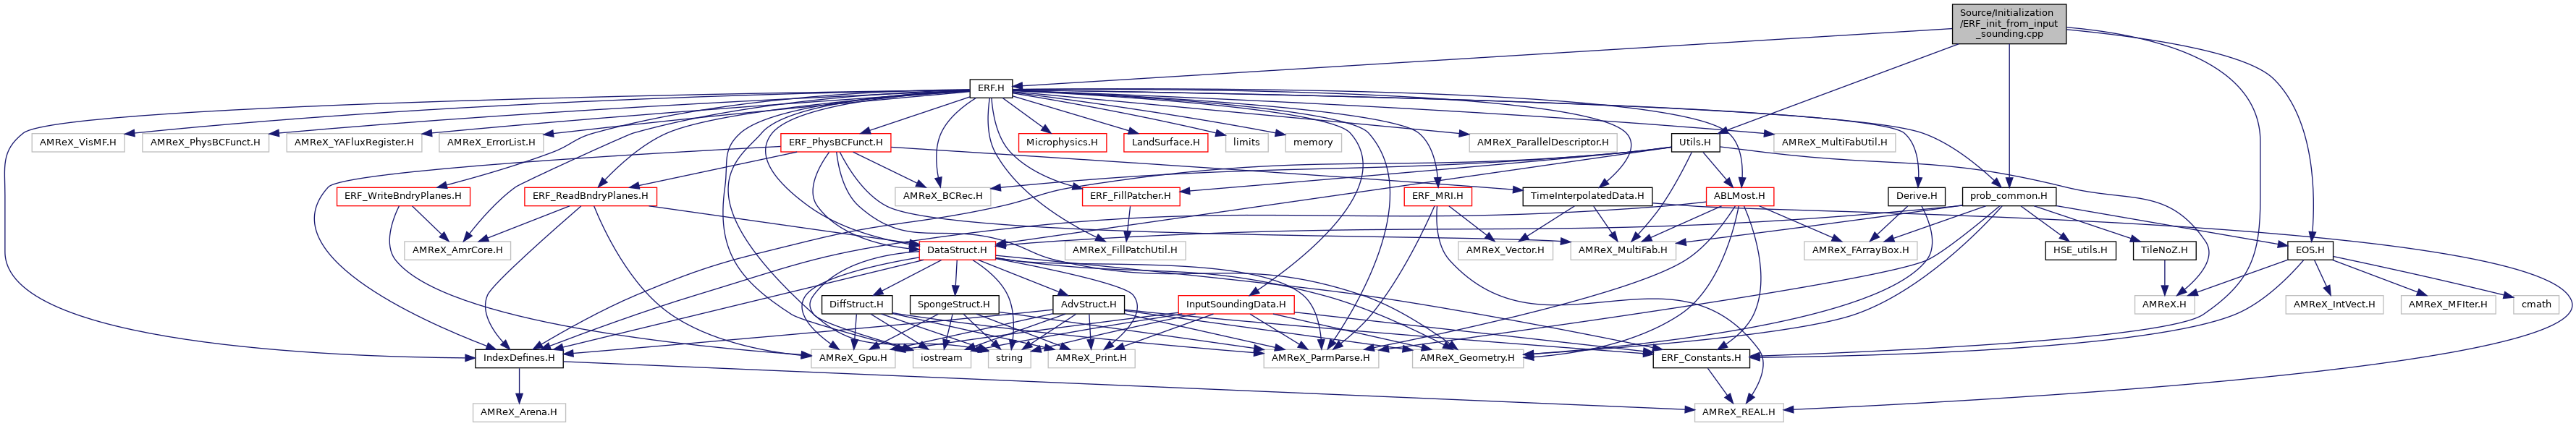 Source/Initialization
/ERF_init_from_input
_sounding.cpp
ERF.H
AMReX_VisMF.H
AMReX_PhysBCFunct.H
AMReX_YAFluxRegister.H
AMReX_ErrorList.H
ERF_PhysBCFunct.H
Microphysics.H
LandSurface.H
limits
memory
AMReX_ParallelDescriptor.H
Utils.H
AMReX_MultiFabUtil.H
ERF_WriteBndryPlanes.H
ERF_ReadBndryPlanes.H
AMReX_BCRec.H
ERF_FillPatcher.H
ERF_MRI.H
TimeInterpolatedData.H
ABLMost.H
Derive.H
prob_common.H
AMReX_AmrCore.H
DataStruct.H
AMReX_FillPatchUtil.H
AMReX_Vector.H
AMReX_MultiFab.H
AMReX_FArrayBox.H
HSE_utils.H
TileNoZ.H
EOS.H
DiffStruct.H
SpongeStruct.H
AdvStruct.H
InputSoundingData.H
AMReX.H
AMReX_IntVect.H
AMReX_MFIter.H
cmath
IndexDefines.H
AMReX_Gpu.H
iostream
string
AMReX_Print.H
AMReX_ParmParse.H
AMReX_Geometry.H
ERF_Constants.H
AMReX_Arena.H
AMReX_REAL.H